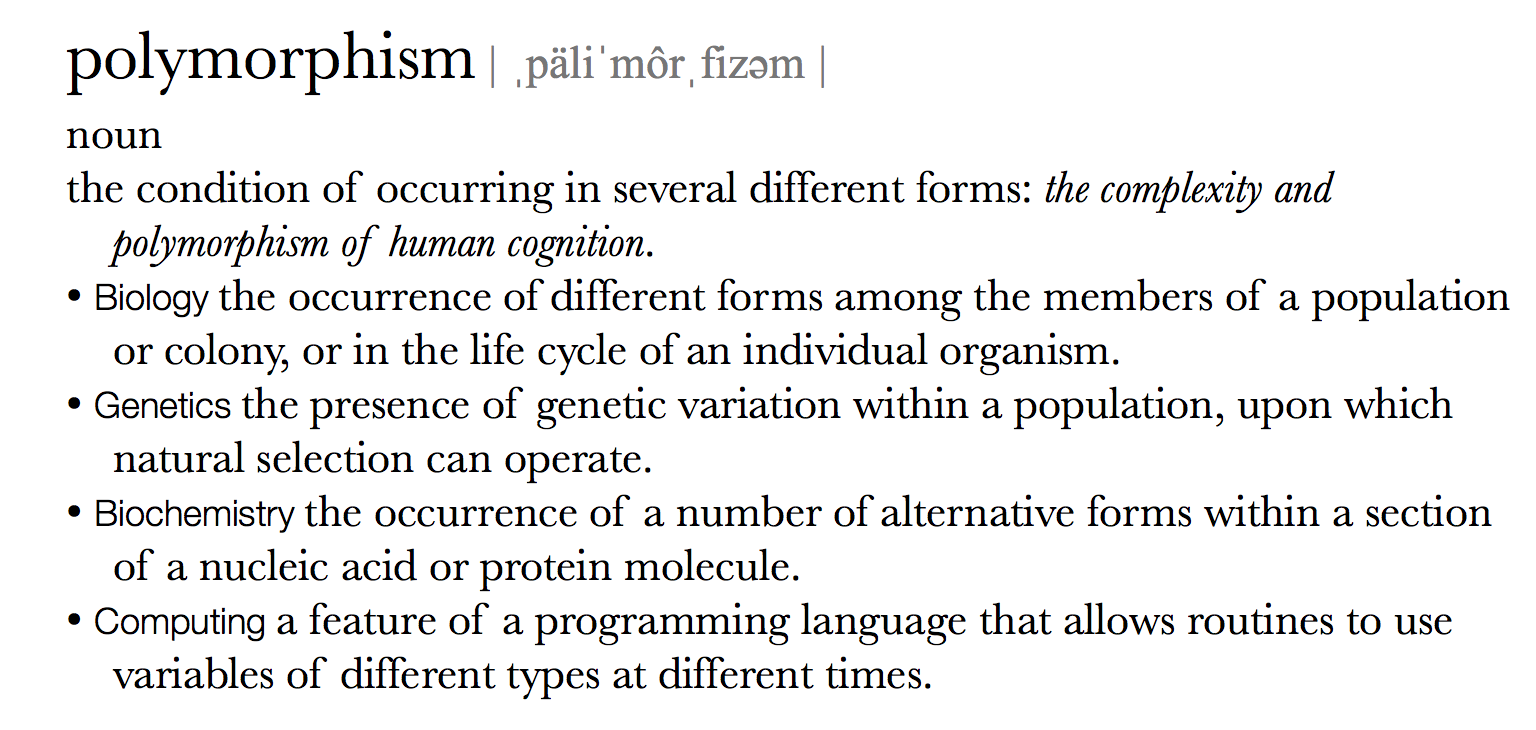 polymorphism | ˌpäliˈmôrˌfizəm |
noun
the condition of occurring in several different forms: the complexity and
polymorphism of human cognition.
• Biology the occurrence of different forms among the members of a population
or colony, or in the life cycle of an individual organism.
• Genetics the presence of genetic variation within a population, upon which
natural selection can operate.
• Biochemistry the occurrence of a number of alternative forms within a section
of a nucleic acid or protein molecule.
• Computing a feature of a programming language that allows routines to use
variables of different types at different times.